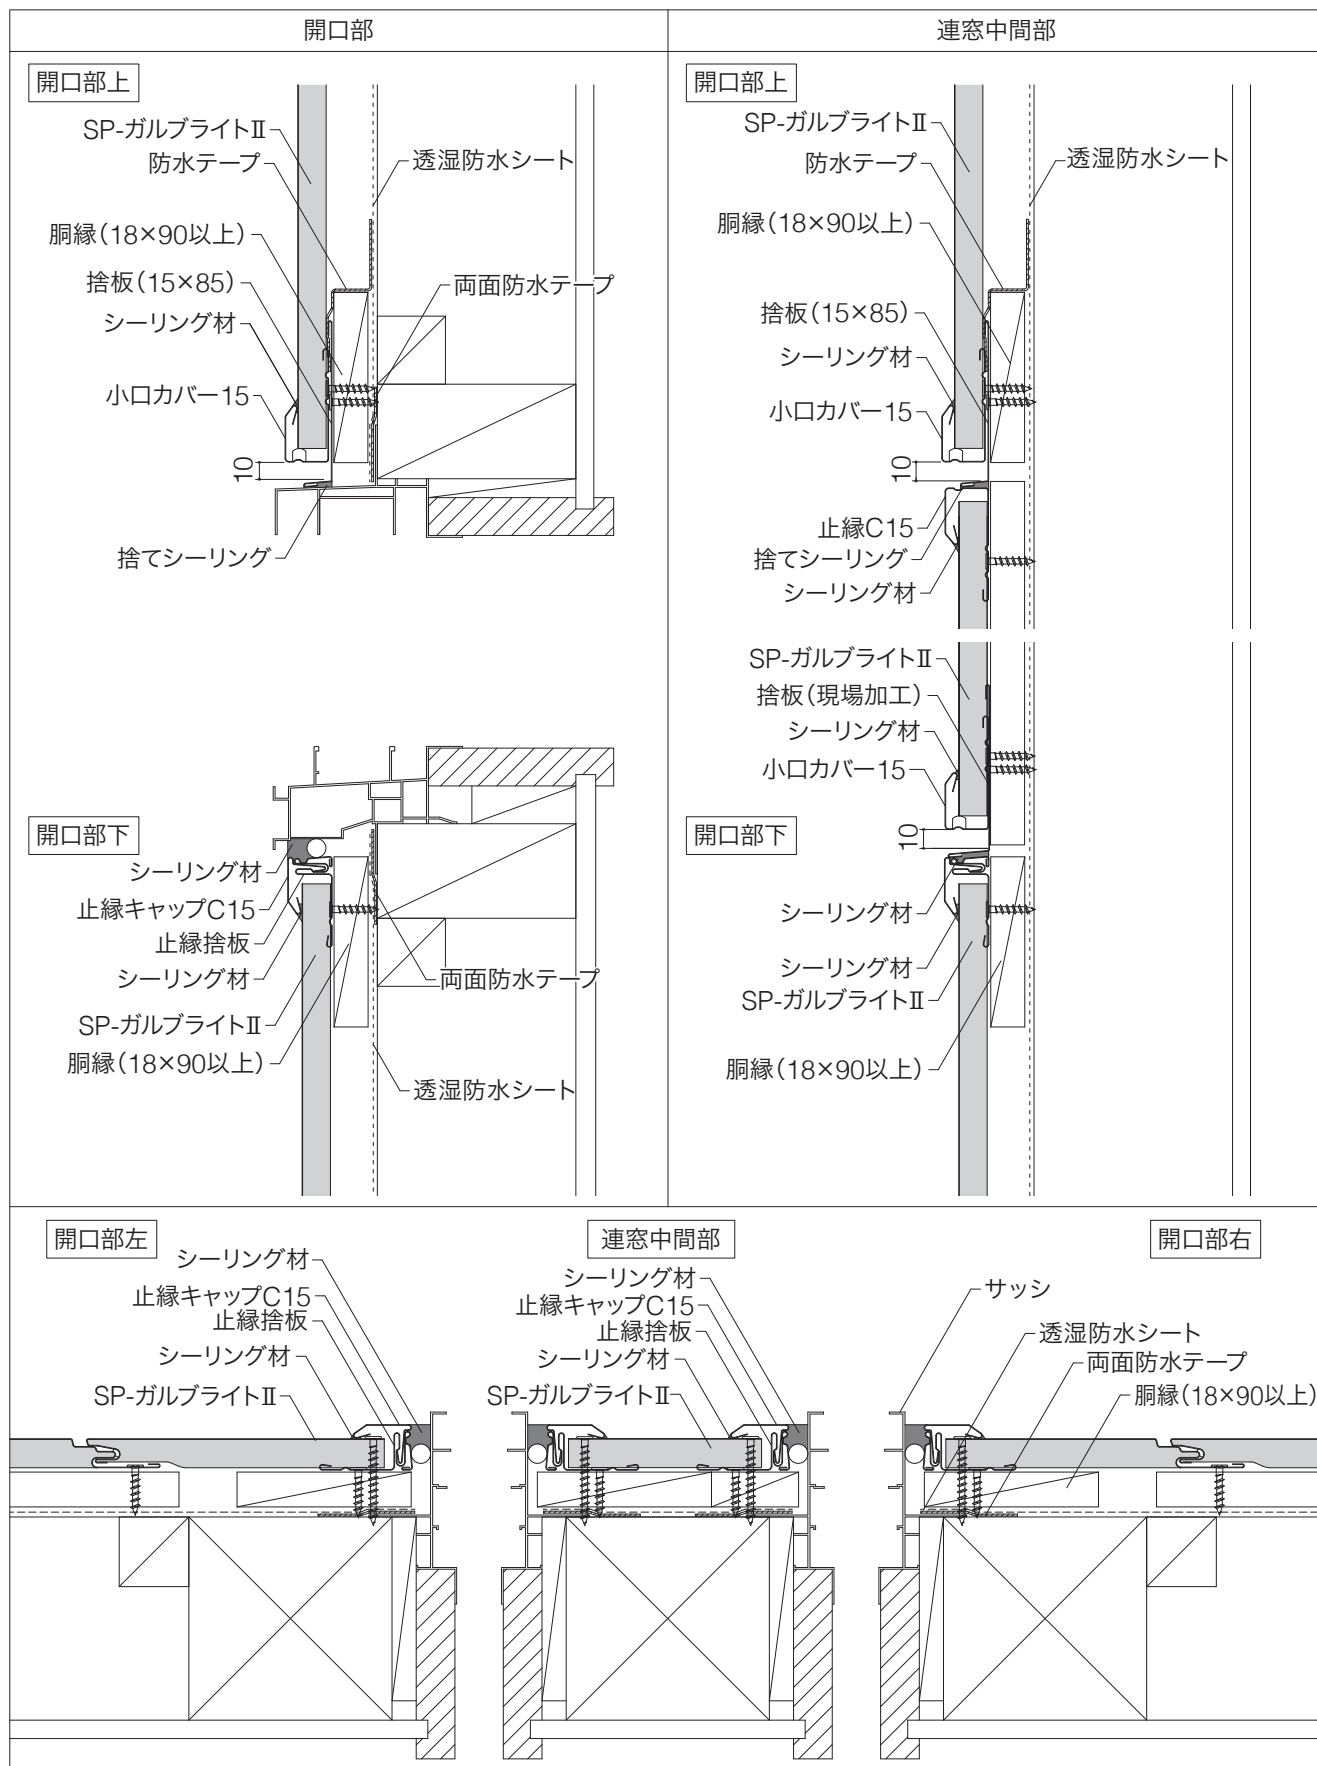 開口部
連窓中間部
開口部上
SP-ガルブライトⅡ
防水テープ
透湿防水シート
胴縁(18×90以上)
捨板(15×85)
両面防水テープ
シーリング材
小口カバー15
10
捨てシーリング
開口部下
シーリング材
止縁キャップC15
止縁捨板
シーリング材
両面防水テープ
SP-ガルブライトⅡ
胴縁(18×90以上)
透湿防水シート
開口部上
SP-ガルブライトⅡ
防水テープ
透湿防水シート
胴縁(18×90以上)
捨板(15×85)
シーリング材
小口カバー15
10
止縁C15
捨てシーリング
シーリング材
SP-ガルブライトⅡ
捨板(現場加工)
シーリング材
小口カバー15
開口部下
10
シーリング材
シーリング材
SP-ガルブライトⅡ
胴縁(18×90以上)
開口部左
シーリング材
止縁キャップC15
止縁捨板
シーリング材
SP-ガルブライトⅡ
連窓中間部
シーリング材
止縁キャップC15
止縁捨板
シーリング材
SP-ガルブライトⅡ
開口部右
サッシ
透湿防水シート
両面防水テープ
胴縁(18×90以上)